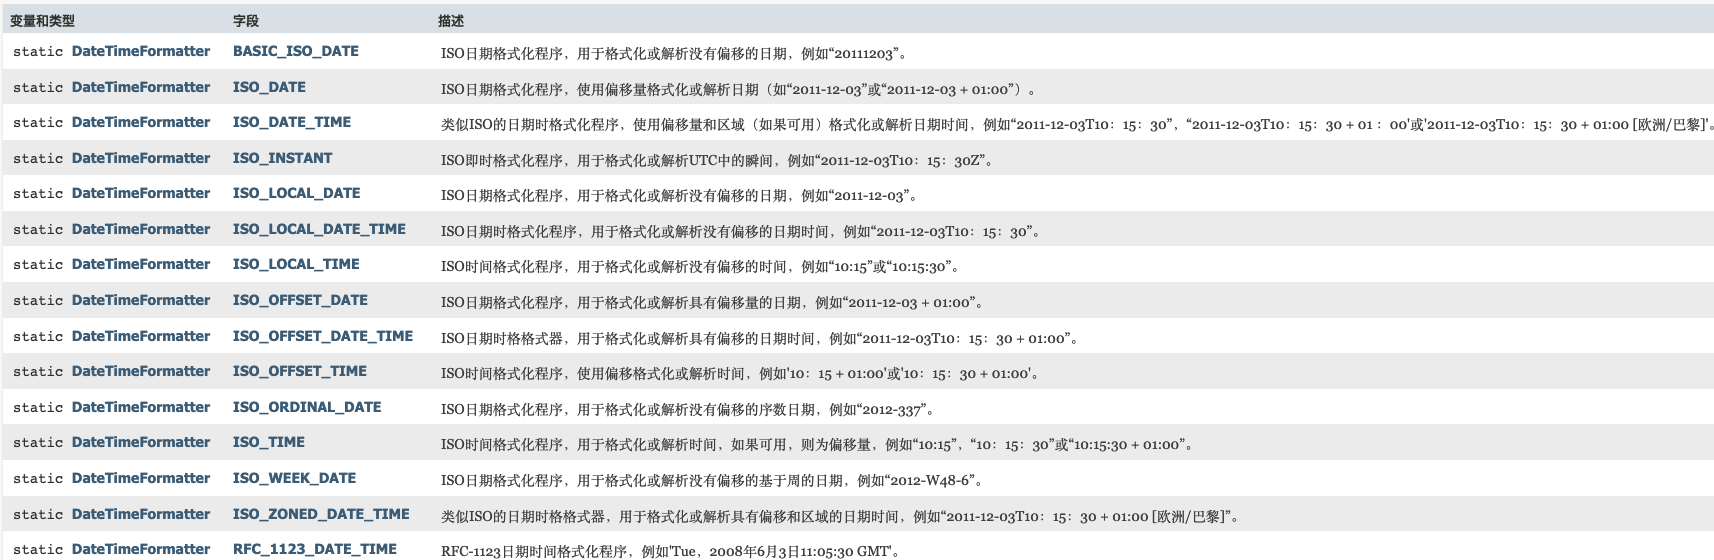 变量和类型 字段 描述
static DateTimeFormatter BASIC_ISO_DATE ISO日期格式化程序，用于格式化或解析没有偏移的日期，例如“20111203”。
static DateTimeFormatter ISO_DATE ISO日期格式化程序，使用偏移量格式化或解析日期（如“2011-12-03”或“2011-12-03 + 01:00”）。
static DateTimeFormatter ISO_DATE_TIME 类似ISO的日期时格式化程序，使用偏移量和区域（如果可用）格式化或解析日期时间，例如“2011-12-03T10：15：30”，“2011-12-03T10：15：30 + 01：00'或'2011-12-03T10：15：30 + 01:00 [欧洲/巴黎]'。
static DateTimeFormatter ISO_INSTANT ISO即时格式化程序，用于格式化或解析UTC中的瞬间，例如“2011-12-03T10：15：30Z”。
static DateTimeFormatter ISO_LOCAL_DATE ISO日期格式化程序，用于格式化或解析没有偏移的日期，例如“2011-12-03”。
static DateTimeFormatter ISO_LOCAL_DATE_TIME ISO日期时格式化程序，用于格式化或解析没有偏移的日期时间，例如“2011-12-03T10：15：30”。
static DateTimeFormatter ISO_LOCAL_TIME ISO时间格式化程序，用于格式化或解析没有偏移的时间，例如“10:15”或“10:15:30”。
static DateTimeFormatter ISO_OFFSET_DATE ISO日期格式化程序，用于格式化或解析具有偏移量的日期，例如“2011-12-03 + 01:00”。
static DateTimeFormatter ISO_OFFSET_DATE_TIME ISO日期时格格式器，用于格式化或解析具有偏移的日期时间，例如“2011-12-03T10：15：30 + 01:00”。
static DateTimeFormatter ISO_OFFSET_TIME ISO时间格式化程序，使用偏移格式化或解析时间，例如'10：15 + 01:00'或'10：15：30 + 01:00'。
static DateTimeFormatter ISO_ORDINAL_DATE ISO日期格式化程序，用于格式化或解析没有偏移的序数日期，例如“2012-337”。
static DateTimeFormatter ISO_TIME ISO时间格式化程序，用于格式化或解析时间，如果可用，则为偏移量，例如“10:15”，“10：15：30”或“10:15:30 + 01:00”。
static DateTimeFormatter ISO_WEEK_DATE ISO日期格式化程序，用于格式化或解析没有偏移的基于周的日期，例如“2012-W48-6”。
static DateTimeFormatter ISO_ZONED_DATE_TIME 类似ISO的日期时格格式器，用于格式化或解析具有偏移和区域的日期时间，例如“2011-12-03T10：15：30 + 01:00 [欧洲/巴黎]”。
static DateTimeFormatter RFC_1123_DATE_TIME RFC-1123日期时间格式化程序，例如'Tue，2008年6月3日11:05:30 GMT'。